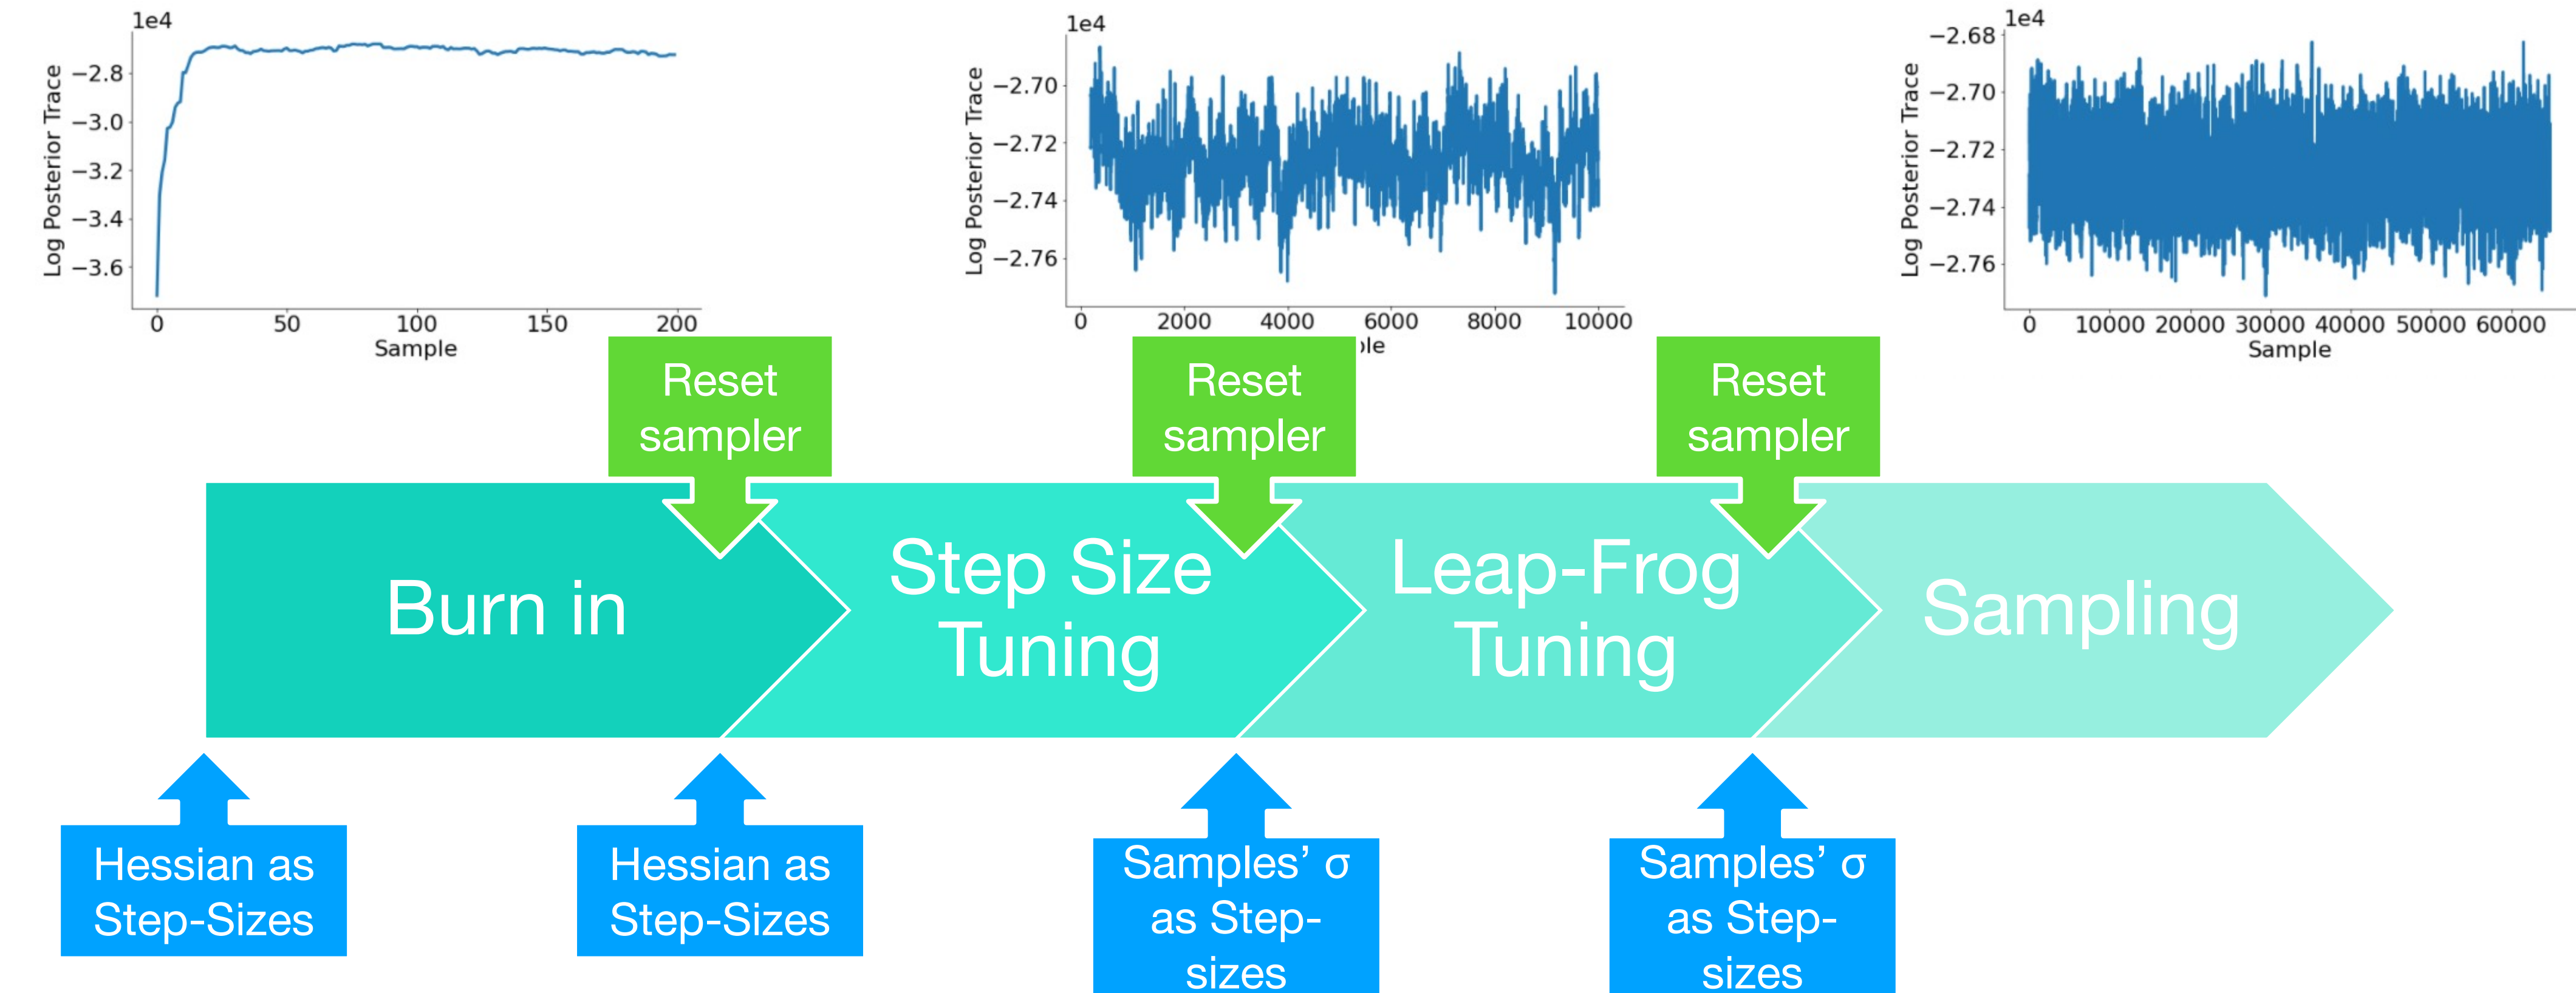 1e4
Log Posterior Trace
−2.8
−3.0
−3.2
−3.4
−3.6
0 50 100 150 200
Sample
1e4
Log Posterior Trace
−2.70
−2.72
−2.74
−2.76
0 2000 4000 6000 8000 10000
1e4
Log Posterior Trace
−2.68
−2.70
−2.72
−2.74
−2.76
0 10000 20000 30000 40000 50000 60000
Sample
Reset
sampler
Reset
sampler
Reset
sampler
Burn in
Step Size
Tuning
Leap-Frog
Tuning
Sampling
Hessian as
Step-Sizes
Hessian as
Step-Sizes
Samples’ σ
as Step-
sizes
Samples’ σ
as Step-
sizes